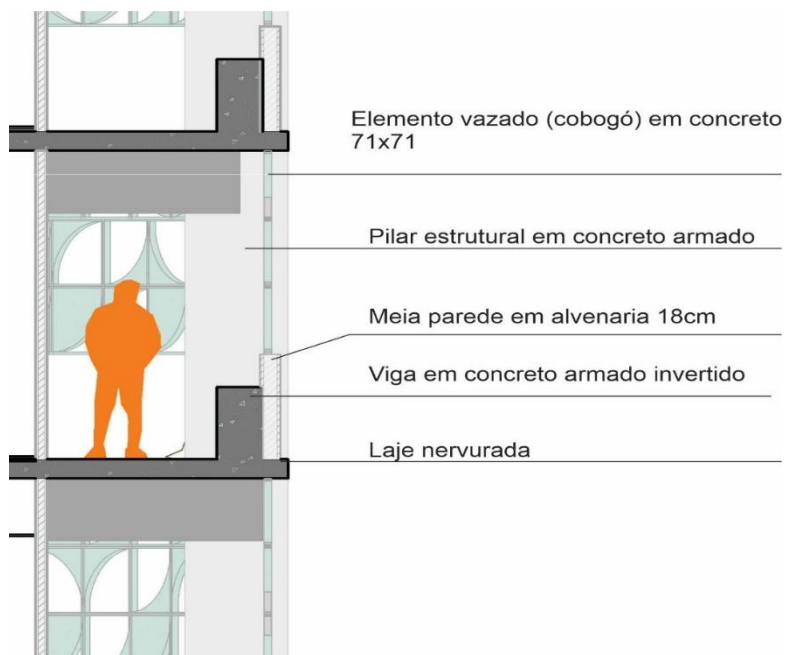 Elemento vazado (cobogó) em concreto
71x71
Pilar estrutural em concreto armado
Meia parede em alvenaria 18cm
Viga em concreto armado invertido
Laje nervurada